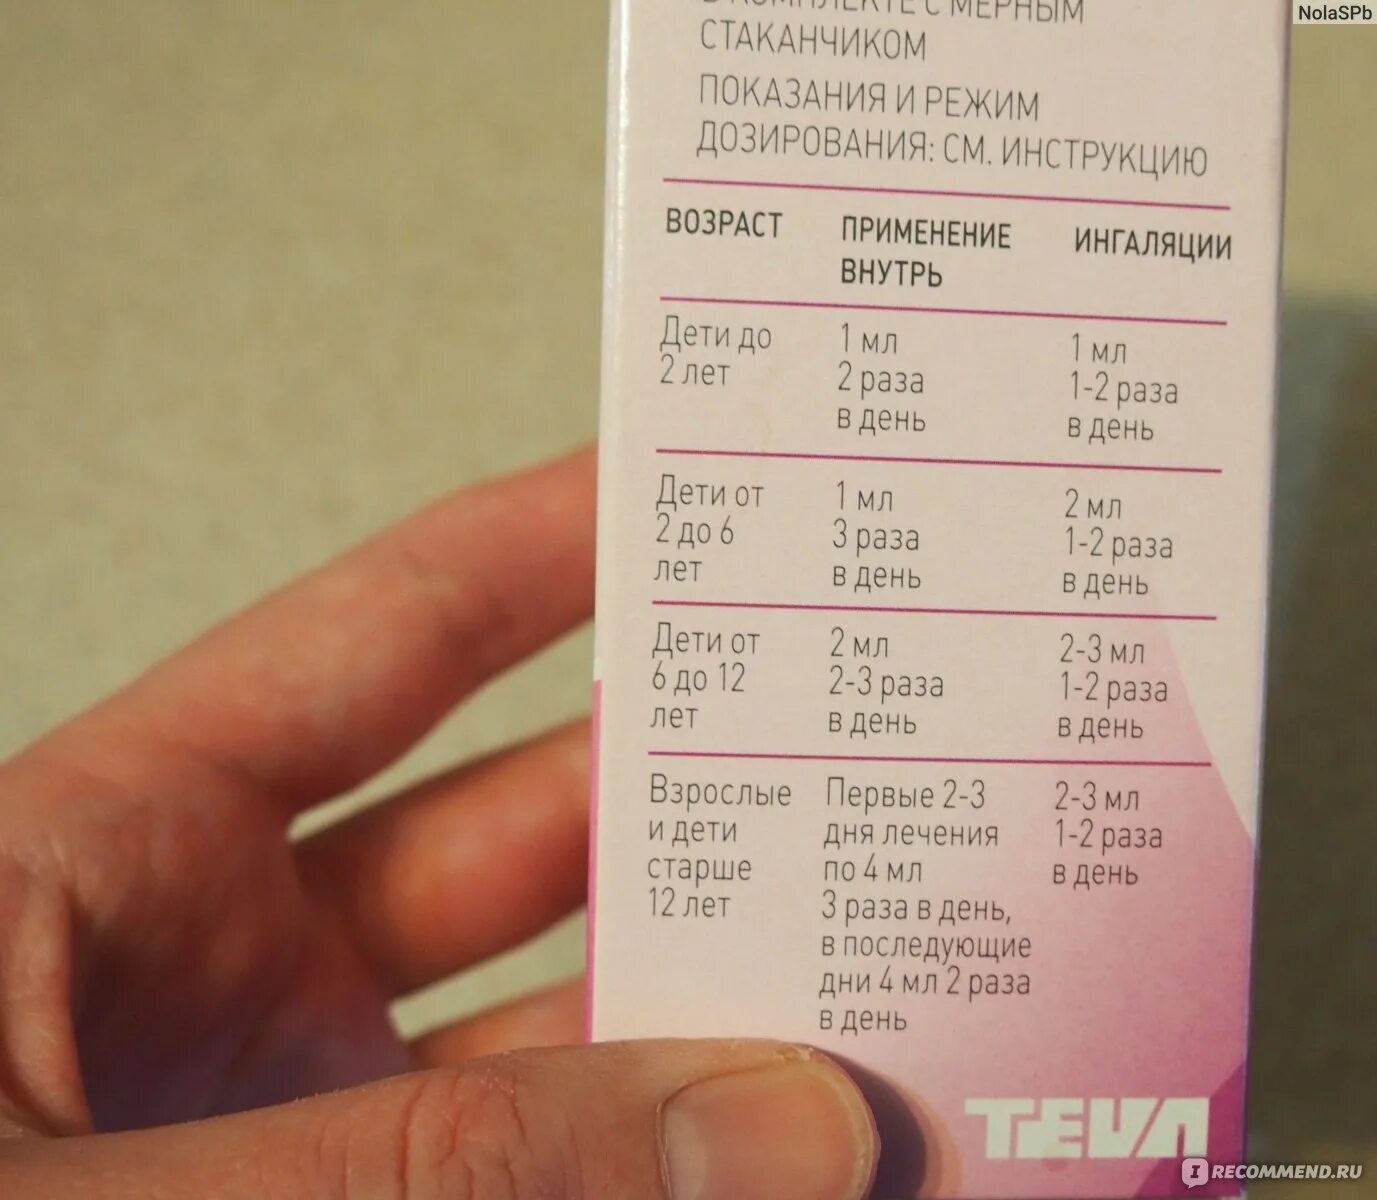 NolaSPb
В КОМПЛЕКТЕ С МЕРНЫМ
СТАКАНЧИКОМ
ПОКАЗАНИЯ И РЕЖИМ
ДОЗИРОВАНИЯ: СМ. ИНСТРУКЦИЮ
ВОЗРАСТ
ПРИМЕНЕНИЕ
ВНУТРЬ
ИНГАЛЯЦИИ
Дети до
2 лет
1 мл
2 раза
в день
1 мл
1-2 раза
в день
Дети от
2 до 6
лет
1 мл
3 раза
в день
2 мл
1-2 раза
в день
Дети от
6 до 12
лет
2 мл
2-3 раза
в день
2-3 мл
1-2 раза
в день
Взрослые
и дети
старше
12 лет
Первые 2-3
дня лечения
по 4 мл
3 раза в день,
в последующие
дни 4 мл 2 раза
в день
2-3 мл
1-2 раза
в день
TEVA
IRECOMMEND.RU